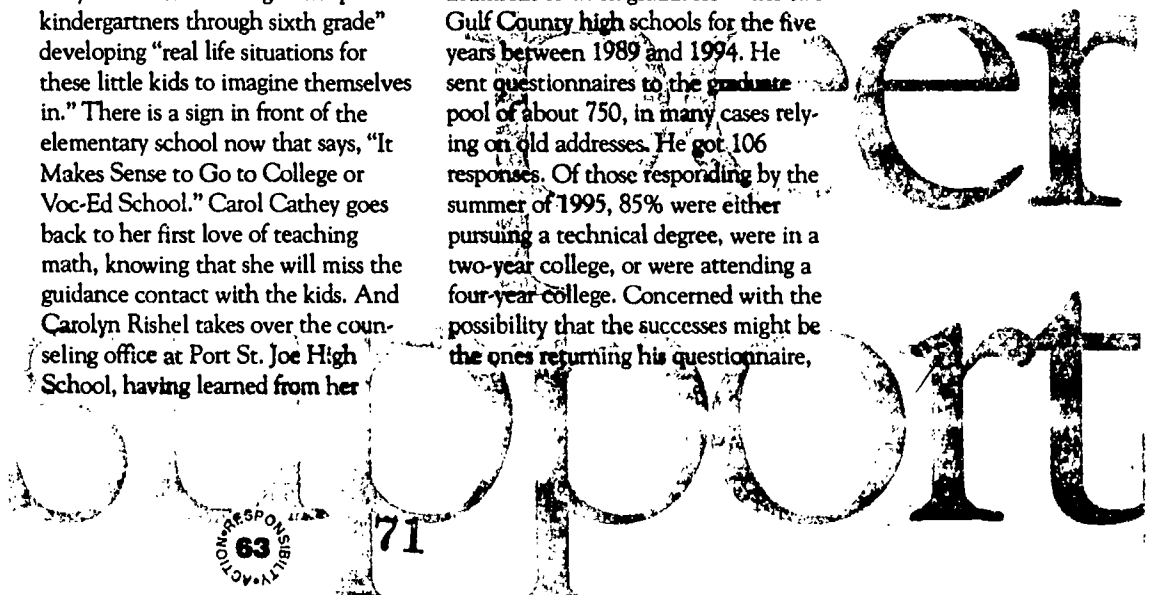 kindergartners through sixth grade”
developing “real life situations for
these little kids to imagine themselves
in.” There is a sign in front of the
elementary school now that says, “It
Makes Sense to Go to College or
Voc-Ed School.” Carol Cathey goes
back to her first love of teaching
math, knowing that she will miss the
guidance contact with the kids. And
Carolyn Rishel takes over the coun-
seling office at Port St. Joe High
School, having learned from her
Gulf County high schools for the five
years between 1989 and 1994. He
sent questionnaires to the graduate
pool of about 750, in many cases rely-
ing on old addresses. He got 106
responses. Of those responding by the
summer of 1995, 85% were either
pursuing a technical degree, were in a
two-year college, or were attending a
four-year college. Concerned with the
possibility that the successes might be
the ones returning his questionnaire,
peer
support
RESPONSIBILTY•ACTION•
63
71